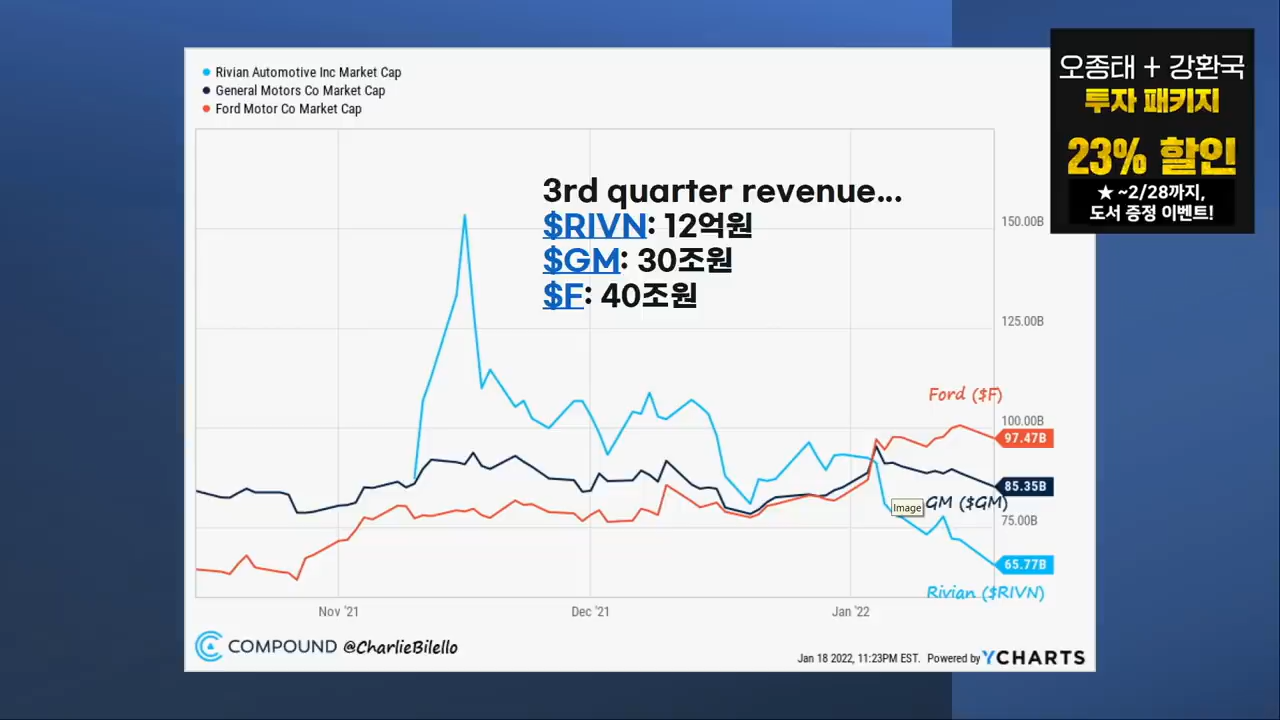 Rivian Automotive Inc Market Cap
General Motors Co Market Cap
Ford Motor Co Market Cap
오종태 + 강환국
투자 패키지
23% 할인
★ ~2/28까지,
도서 증정 이벤트!
3rd quarter revenue...
$RIVN: 12억원
$GM: 30조원
$F: 40조원
150.00B
125.00B
Ford ($F)
100.00B
97.47B
85.35B
Image
GM ($GM)
75.00B
65.77B
Rivian ($RIVN)
Nov '21
Dec '21
Jan '22
COMPOUND @CharlieBilello
Jan 18 2022, 11:23PM EST. Powered by YCHARTS